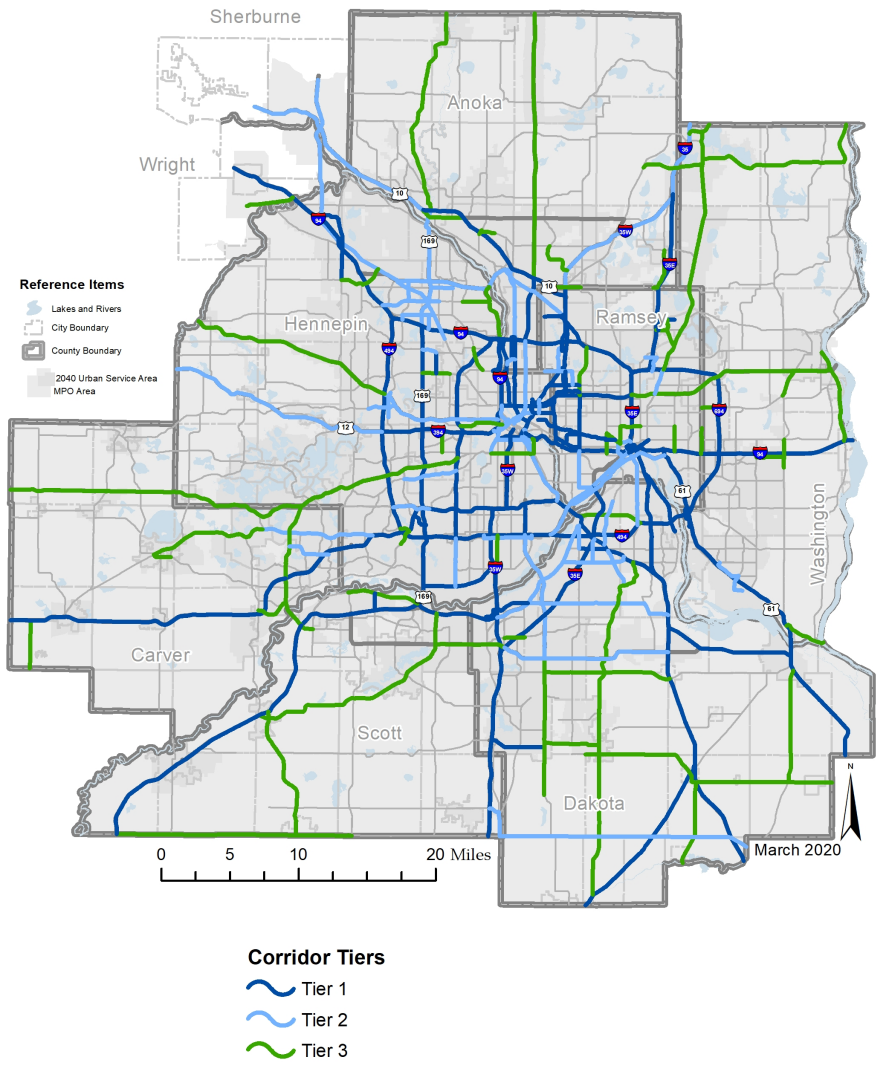 Sherburne
Anoka
Wright
35
10
94
35W
169
35E
10
Reference Items
Lakes and Rivers
City Boundary
County Boundary
2040 Urban Service Area
MPO Area
Hennepin
Ramsey
94
494
94
169
35E
694
12
394
94
35W
61
Washington
494
35W
35E
169
61
Carver
Scott
Dakota
N
March 2020
0 5 10 20 Miles
Corridor Tiers
Tier 1
Tier 2
Tier 3